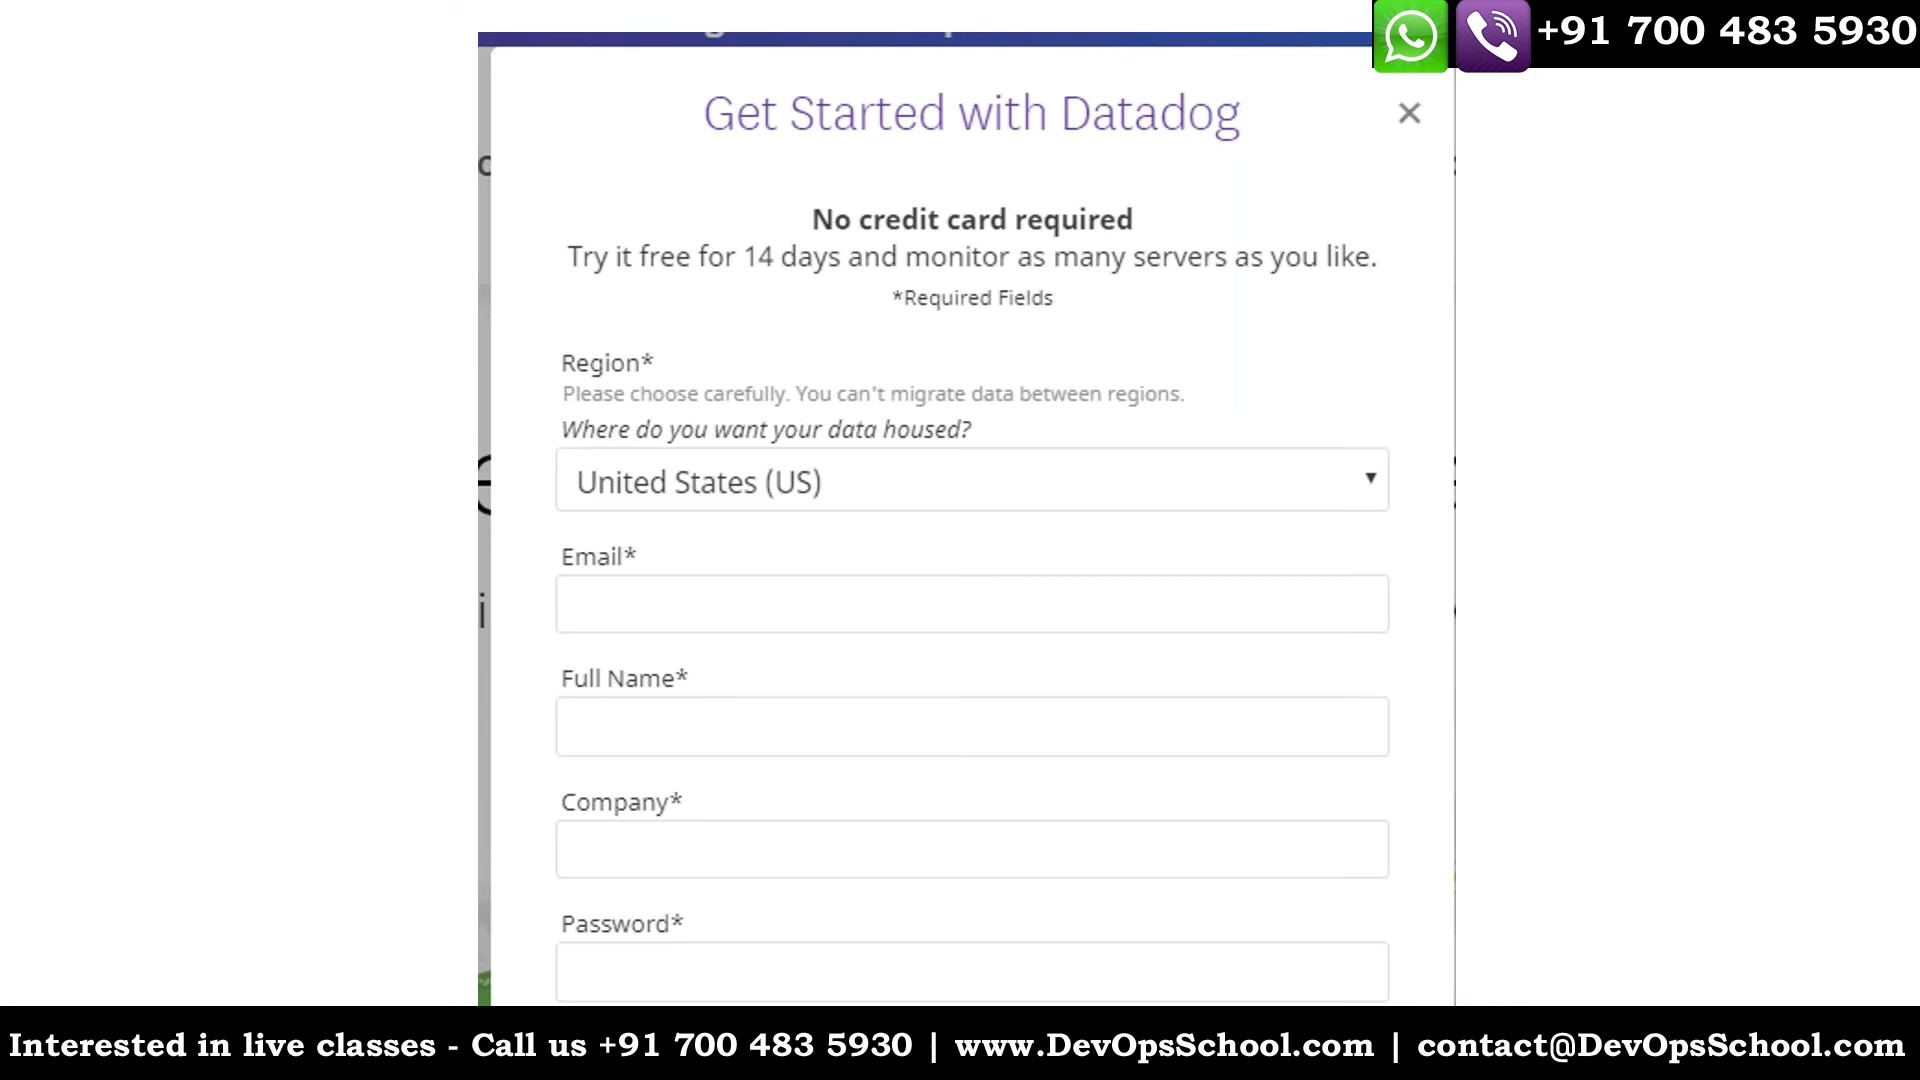 +91 700 483 5930
Get Started with Datadog
No credit card required
Try it free for 14 days and monitor as many servers as you like.
*Required Fields
Region*
Please choose carefully. You can't migrate data between regions.
Where do you want your data housed?
United States (US)
Email*
Full Name*
Company*
Password*
Interested in live classes - Call us +91 700 483 5930 | www.DevOpsSchool.com | contact@DevOpsSchool.com